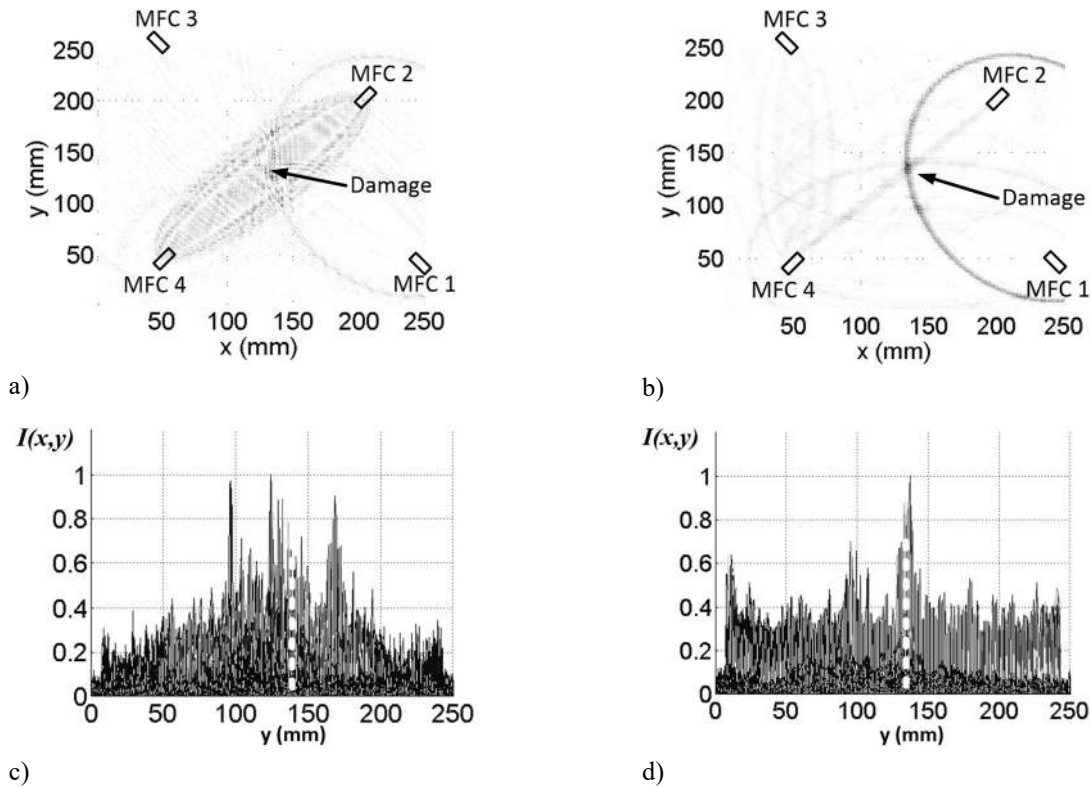 MFC 3
250
200
150
100
50
y (mm)
MFC 2
Damage
MFC 4
MFC 1
50 100 150 200 250
x (mm)
a)
MFC 3
250
200
150
100
50
y (mm)
MFC 2
Damage
MFC 4
MFC 1
50 100 150 200 250
x (mm)
b)
I(x,y)
1
0.8
0.6
0.4
0.2
0
0 50 100 150 200 250
y (mm)
c)
I(x,y)
1
0.8
0.6
0.4
0.2
0
0 50 100 150 200 250
y (mm)
d)